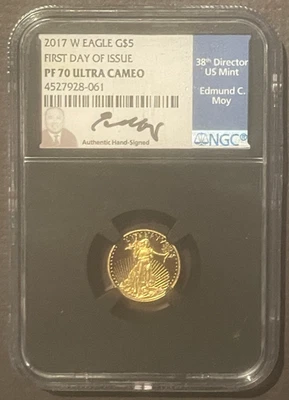 2017 W EAGLE G$5
FIRST DAY OF ISSUE
PF 70 ULTRA CAMEO
4527928-061
Authentic Hand-Signed
38th Director
US Mint
Edmund C.
Moy
NGC